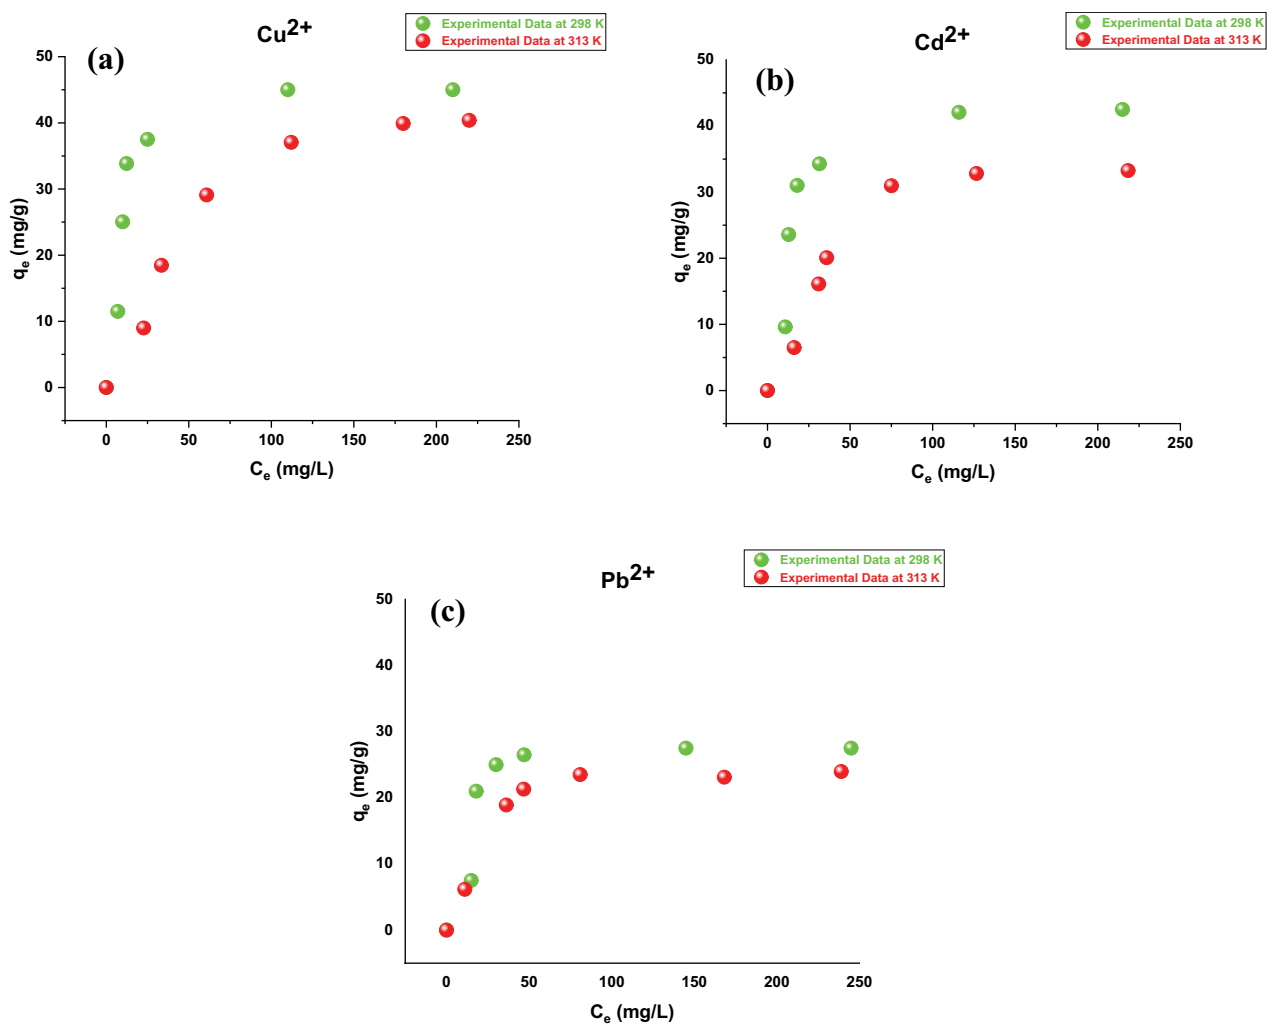 Cu2+
Experimental Data at 298 K
Experimental Data at 313 K
(a)
50
40
30
20
10
0
qe (mg/g)
0 50 100 150 200 250
Ce (mg/L)
Cd2+
Experimental Data at 298 K
Experimental Data at 313 K
(b)
50
40
30
20
10
0
qe (mg/g)
0 50 100 150 200 250
Ce (mg/L)
Pb2+
Experimental Data at 298 K
Experimental Data at 313 K
(c)
50
40
30
20
10
0
qe (mg/g)
0 50 100 150 200 250
Ce (mg/L)